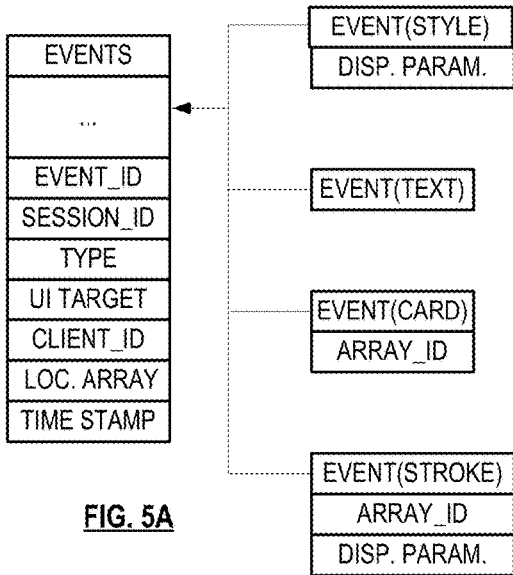 EVENTS
...
EVENT_ID
SESSION_ID
TYPE
UI TARGET
CLIENT_ID
LOC. ARRAY
TIME STAMP
EVENT(STYLE)
DISP. PARAM.
EVENT(TEXT)
EVENT(CARD)
ARRAY_ID
EVENT(STROKE)
ARRAY_ID
DISP. PARAM.
FIG. 5A